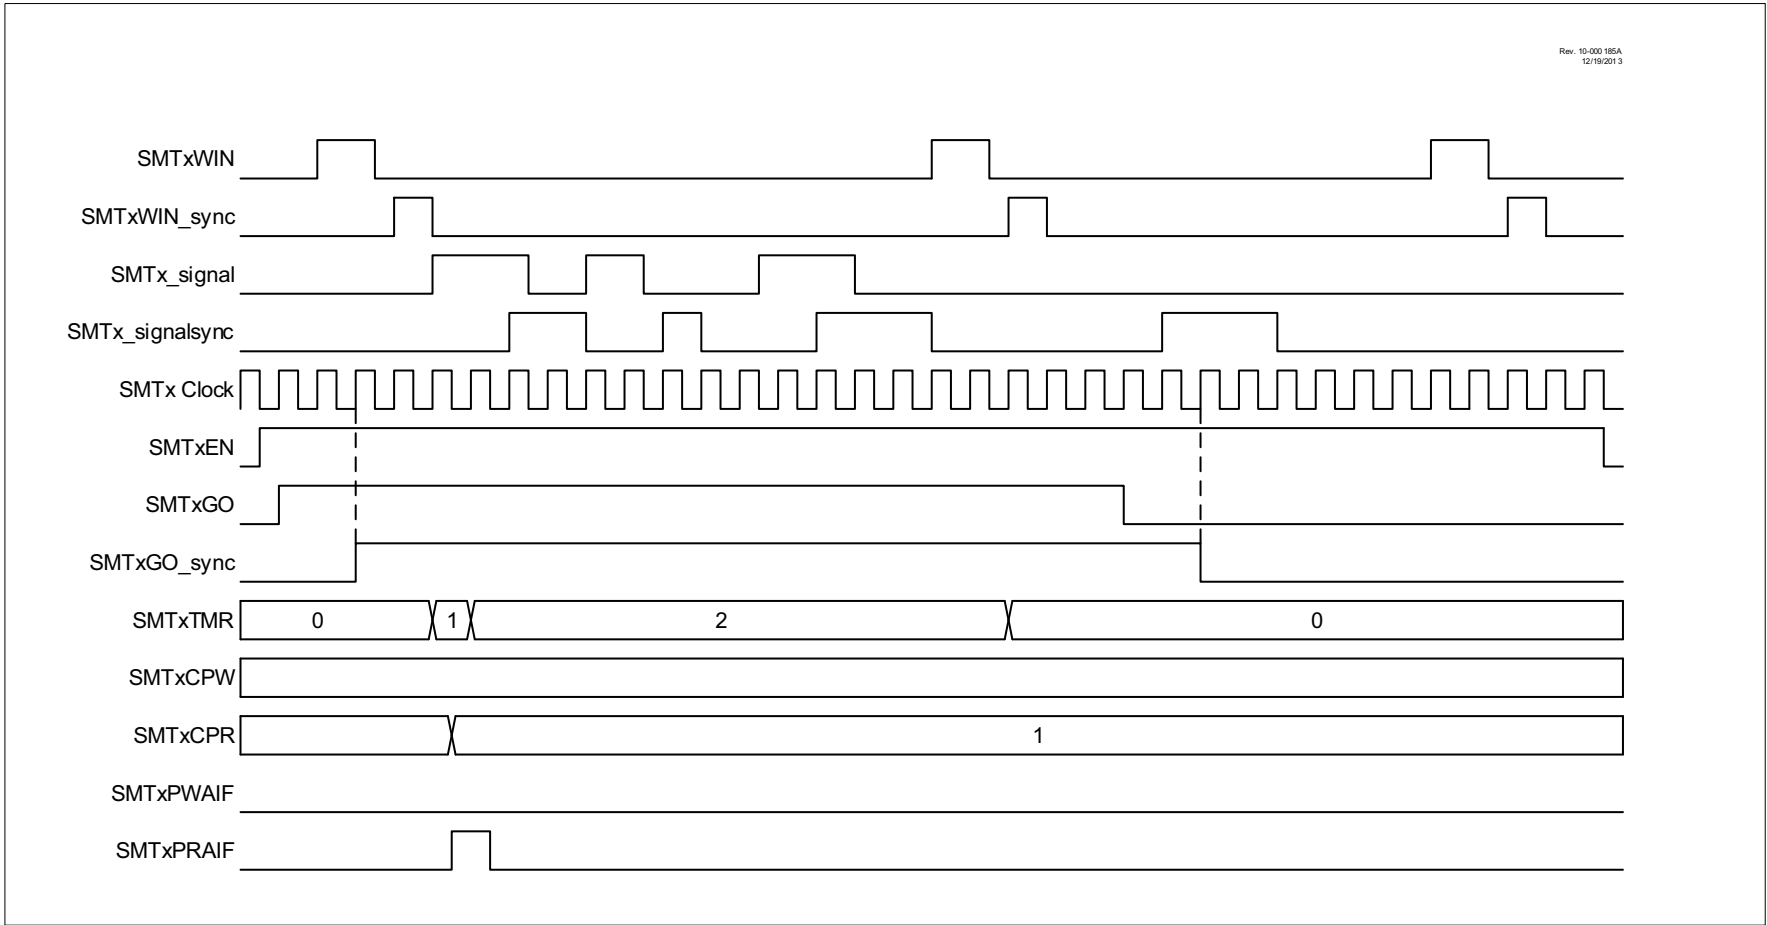 Rev. 10-000 185A
12/19/201 3
SMTxWIN
SMTxWIN_sync
SMTx_signal
SMTx_signalsync
SMTx Clock
SMTxEN
SMTxGO
SMTxGO_sync
SMTxTMR 0 1 2 0
SMTxCPW
SMTxCPR 1
SMTxPWAIF
SMTxPRAIF